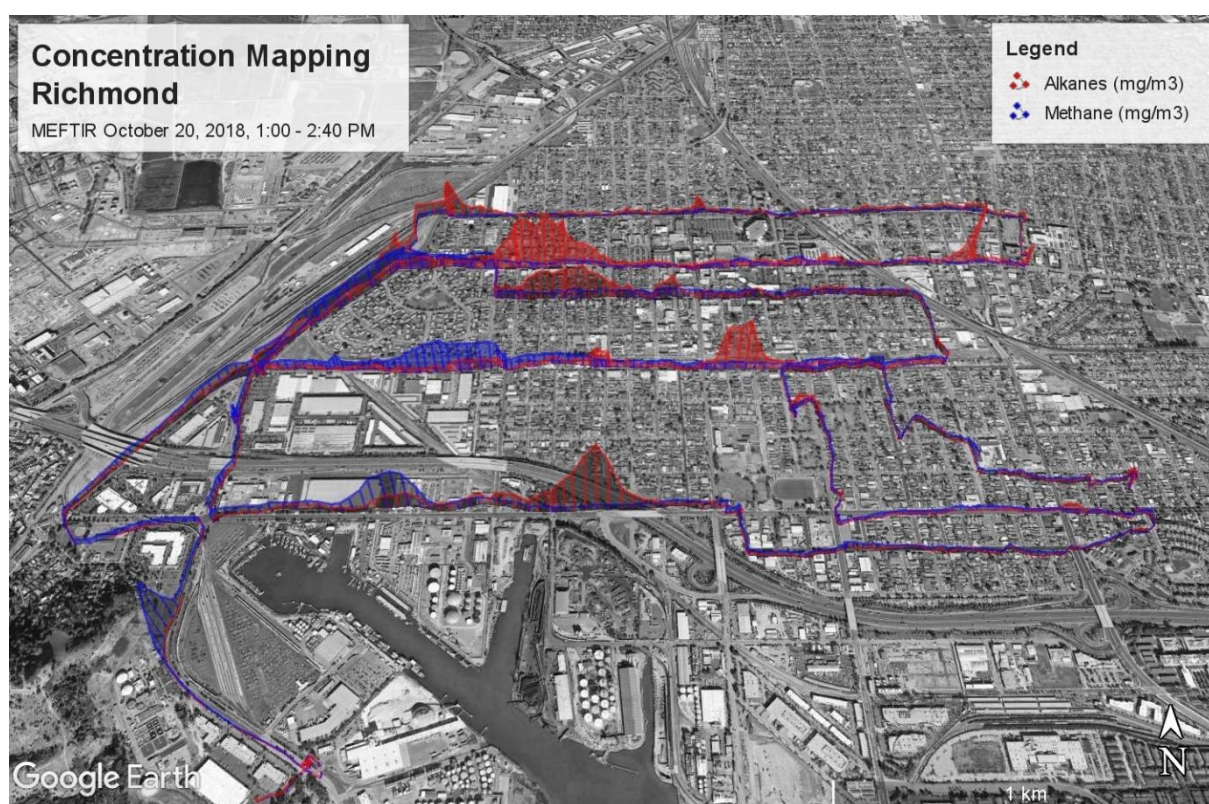 Concentration Mapping
Richmond
MEFTIR October 20, 2018, 1:00 - 2:40 PM
Legend
Alkanes (mg/m3)
Methane (mg/m3)
N
Google Earth
1 km